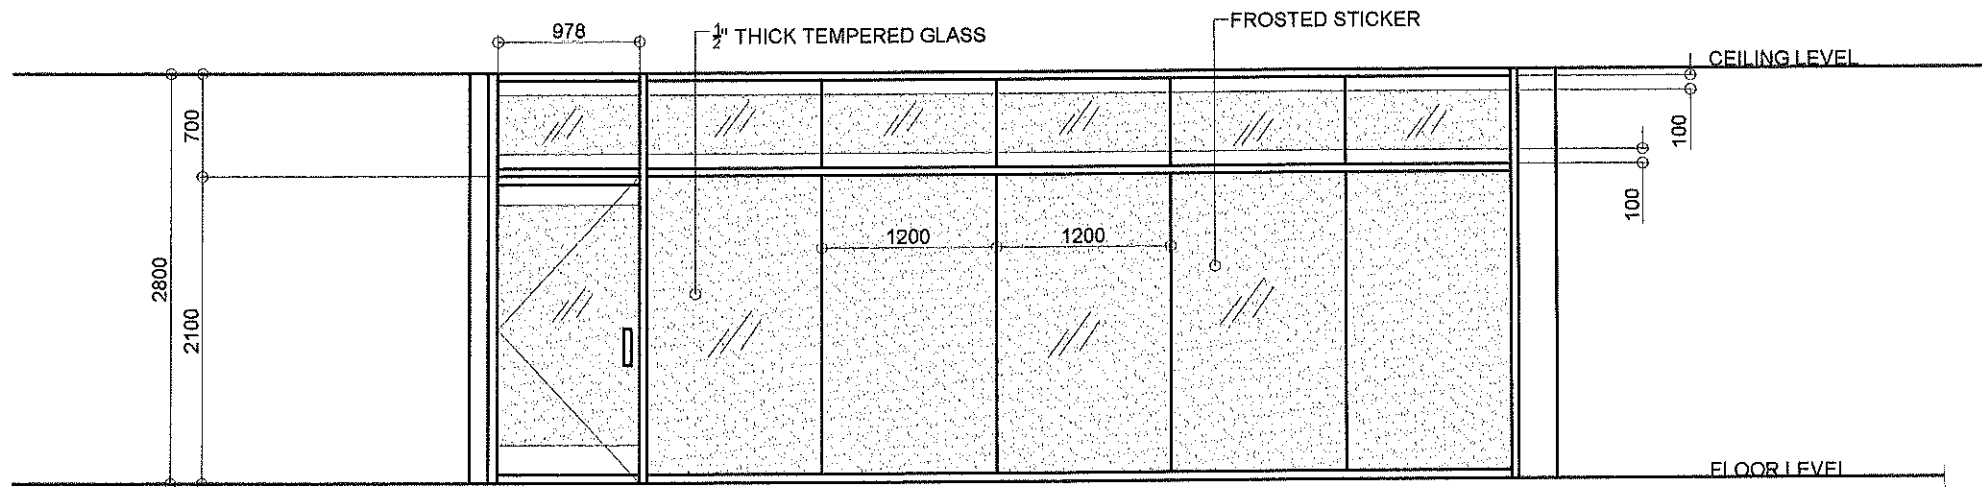 978
½" THICK TEMPERED GLASS
FROSTED STICKER
CEILING LEVEL
700
100
100
1200
1200
2800
2100
FLOOR LEVEL